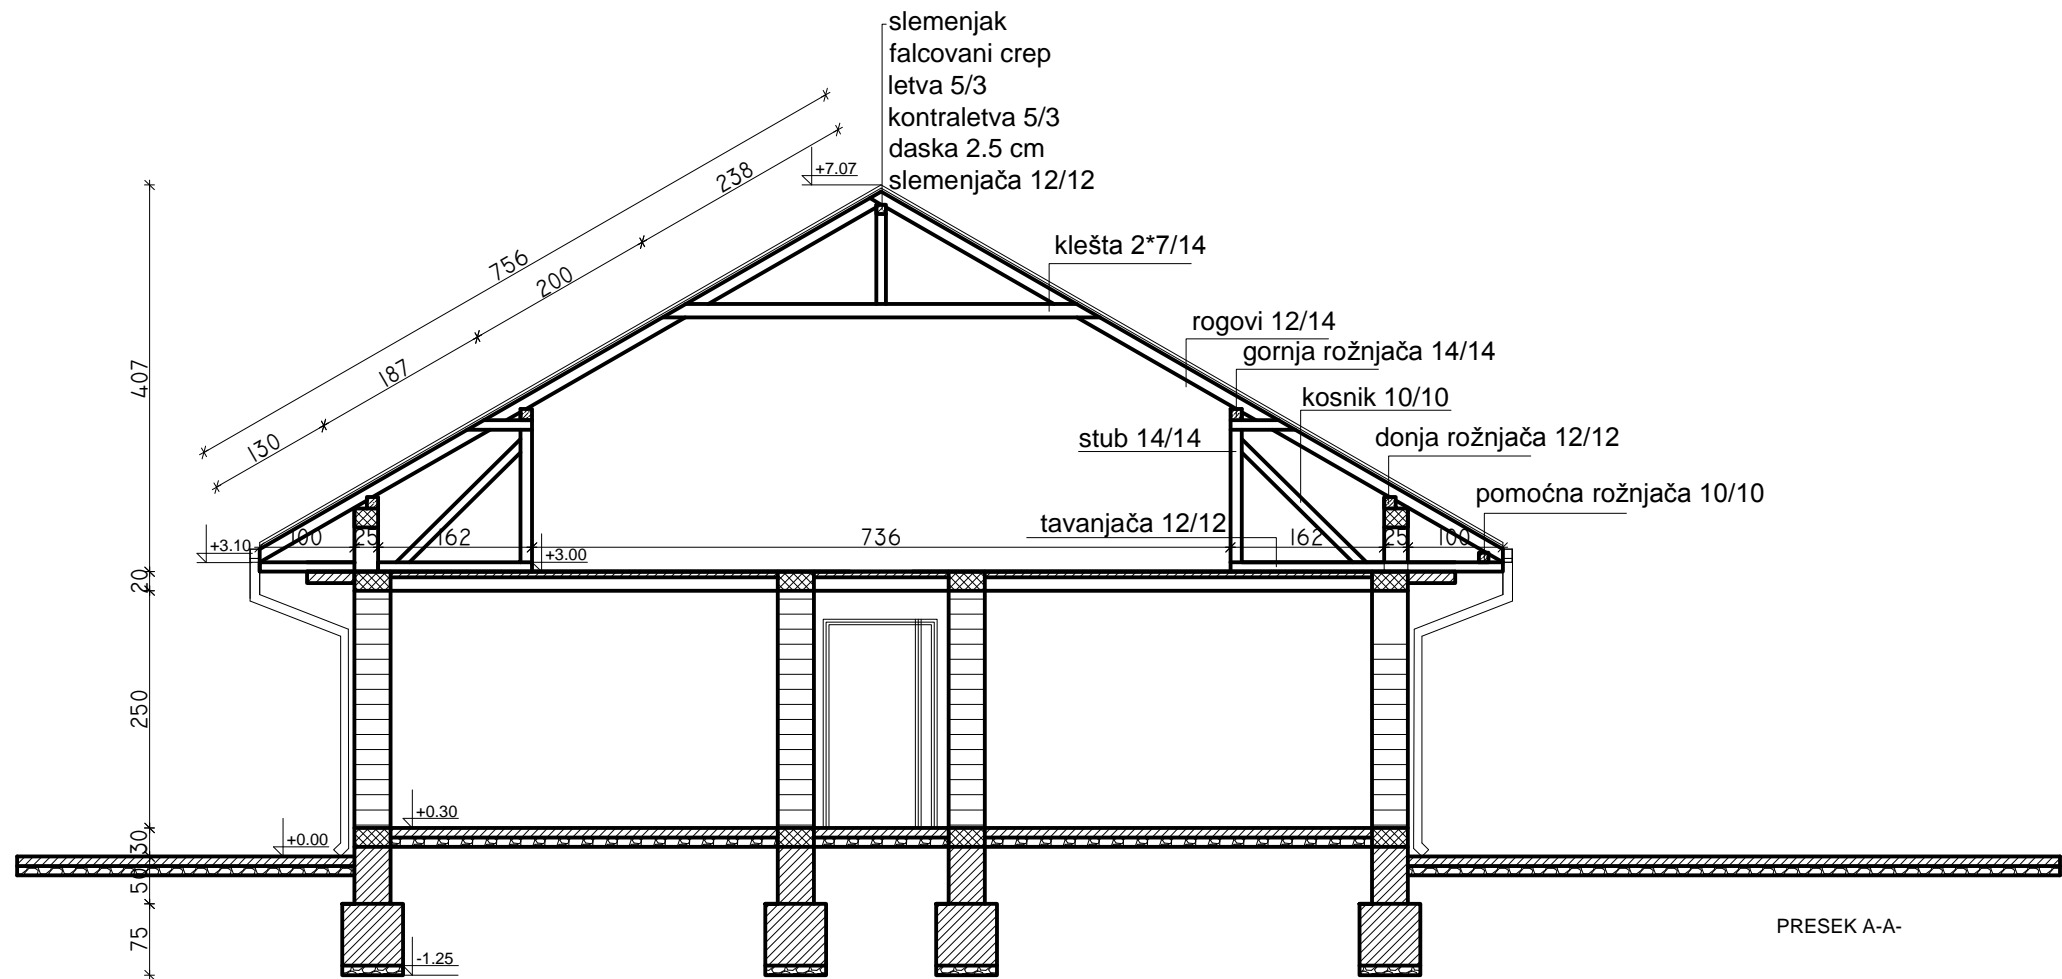 slemenjak
falcovani crep
letva 5/3
kontraletva 5/3
daska 2.5 cm
slemenjača 12/12
+7.07
238
756
200
187
130
klešta 2*7/14
rogovi 12/14
gornja rožnjača 14/14
kosnik 10/10
stub 14/14
donja rožnjača 12/12
pomoćna rožnjača 10/10
tavanjača 12/12
407
+3.10
100
25
162
736
162
25
100
+3.00
20
250
+0.30
+0.00
30
50
75
-1.25
PRESEK A-A-